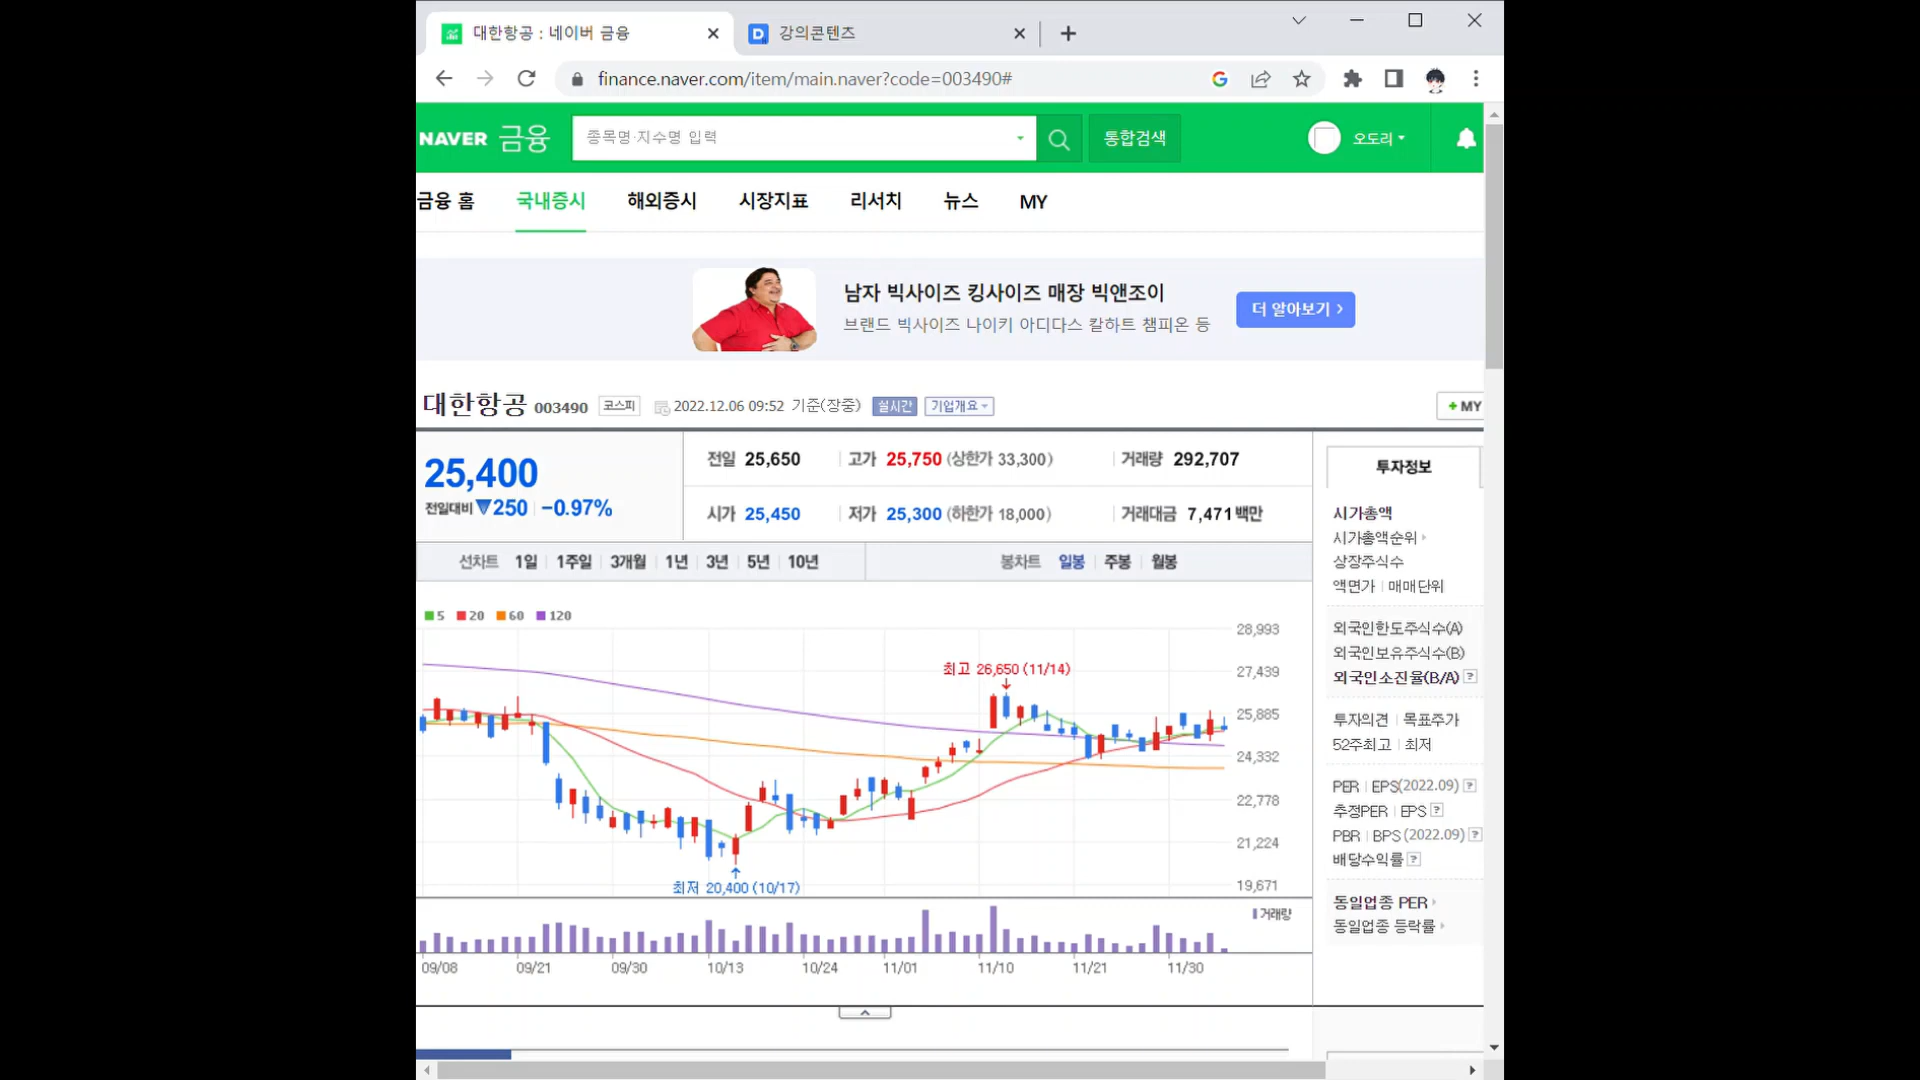 대한항공 : 네이버 금융
강의콘텐츠
finance.naver.com/item/main.naver?code=003490#
NAVER 금융
종목명·지수명 입력
통합검색
오도리
금융 홈 국내증시 해외증시 시장지표 리서치 뉴스 MY
남자 빅사이즈 킹사이즈 매장 빅앤조이
브랜드 빅사이즈 나이키 아디다스 칼하트 챔피온 등
더 알아보기 >
대한항공 003490 코스피 2022.12.06 09:52 기준(장중) 실시간 기업개요
+ MY
25,400
전일대비 ▼250 | -0.97%
전일 25,650 | 고가 25,750 (상한가 33,300) | 거래량 292,707
시가 25,450 | 저가 25,300 (하한가 18,000) | 거래대금 7,471 백만
선차트 1일 | 1주일 | 3개월 | 1년 | 3년 | 5년 | 10년
봉차트 일봉 | 주봉 | 월봉
5 20 60 120
28,993
27,439
25,885
24,332
22,778
21,224
19,671
최고 26,650 (11/14)
최저 20,400 (10/17)
거래량
09/08 09/21 09/30 10/13 10/24 11/01 11/10 11/21 11/30
투자정보
시가총액
시가총액순위
상장주식수
액면가 | 매매단위
외국인한도주식수(A)
외국인보유주식수(B)
외국인소진율(B/A) ?
투자의견 | 목표주가
52주최고 | 최저
PER | EPS(2022.09) ?
추정PER | EPS ?
PBR | BPS (2022.09) ?
배당수익률 ?
동일업종 PER
동일업종 등락률